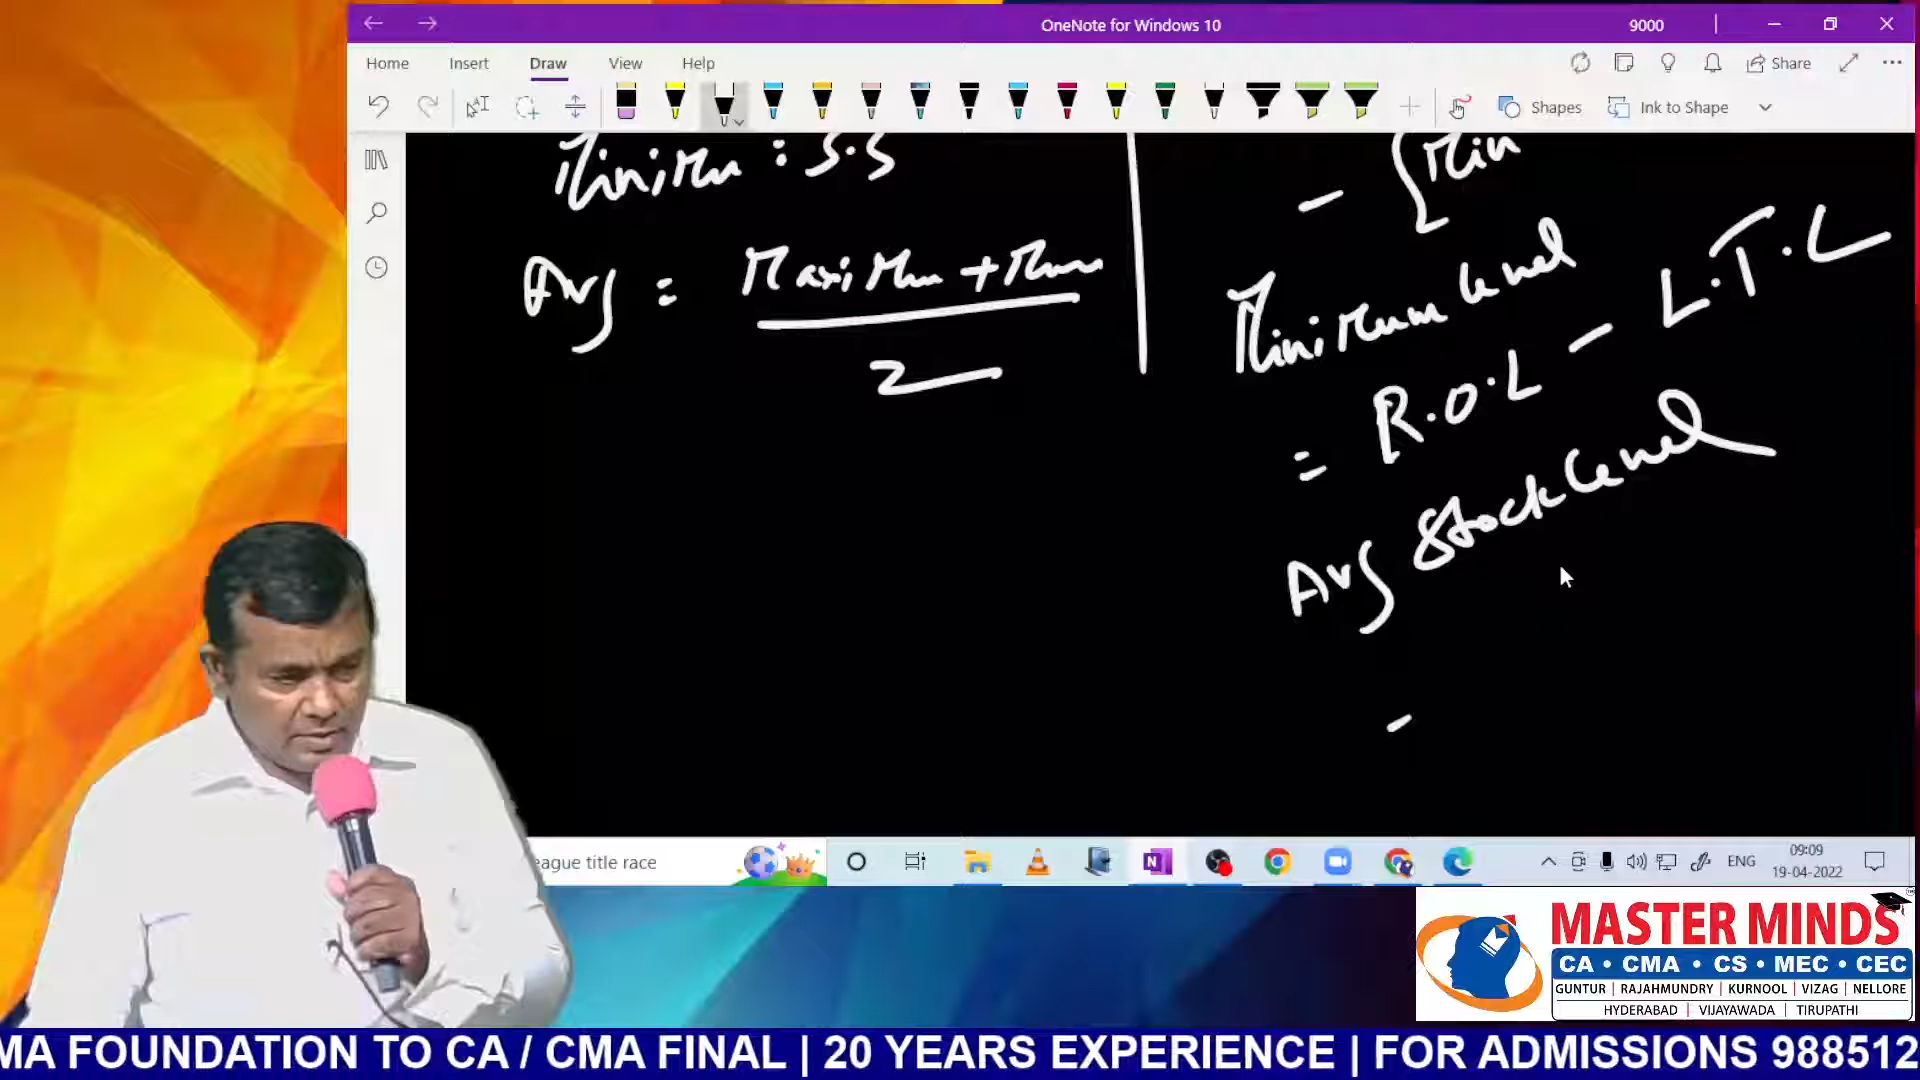 OneNote for Windows 10
9000
Home Insert Draw View Help
Share
Shapes
Ink to Shape
Minimum : S.S
Avg = Maximum + Minimum
2
- { Min
Minimum level
= R.O.L - L.T.C
Avg Stock level
-
eague title race
ENG
09:09
19-04-2022
MASTER MINDS
CA • CMA • CS • MEC • CEC
GUNTUR | RAJAHMUNDRY | KURNOOL | VIZAG | NELLORE
HYDERABAD | VIJAYAWADA | TIRUPATHI
MA FOUNDATION TO CA / CMA FINAL | 20 YEARS EXPERIENCE | FOR ADMISSIONS 988512